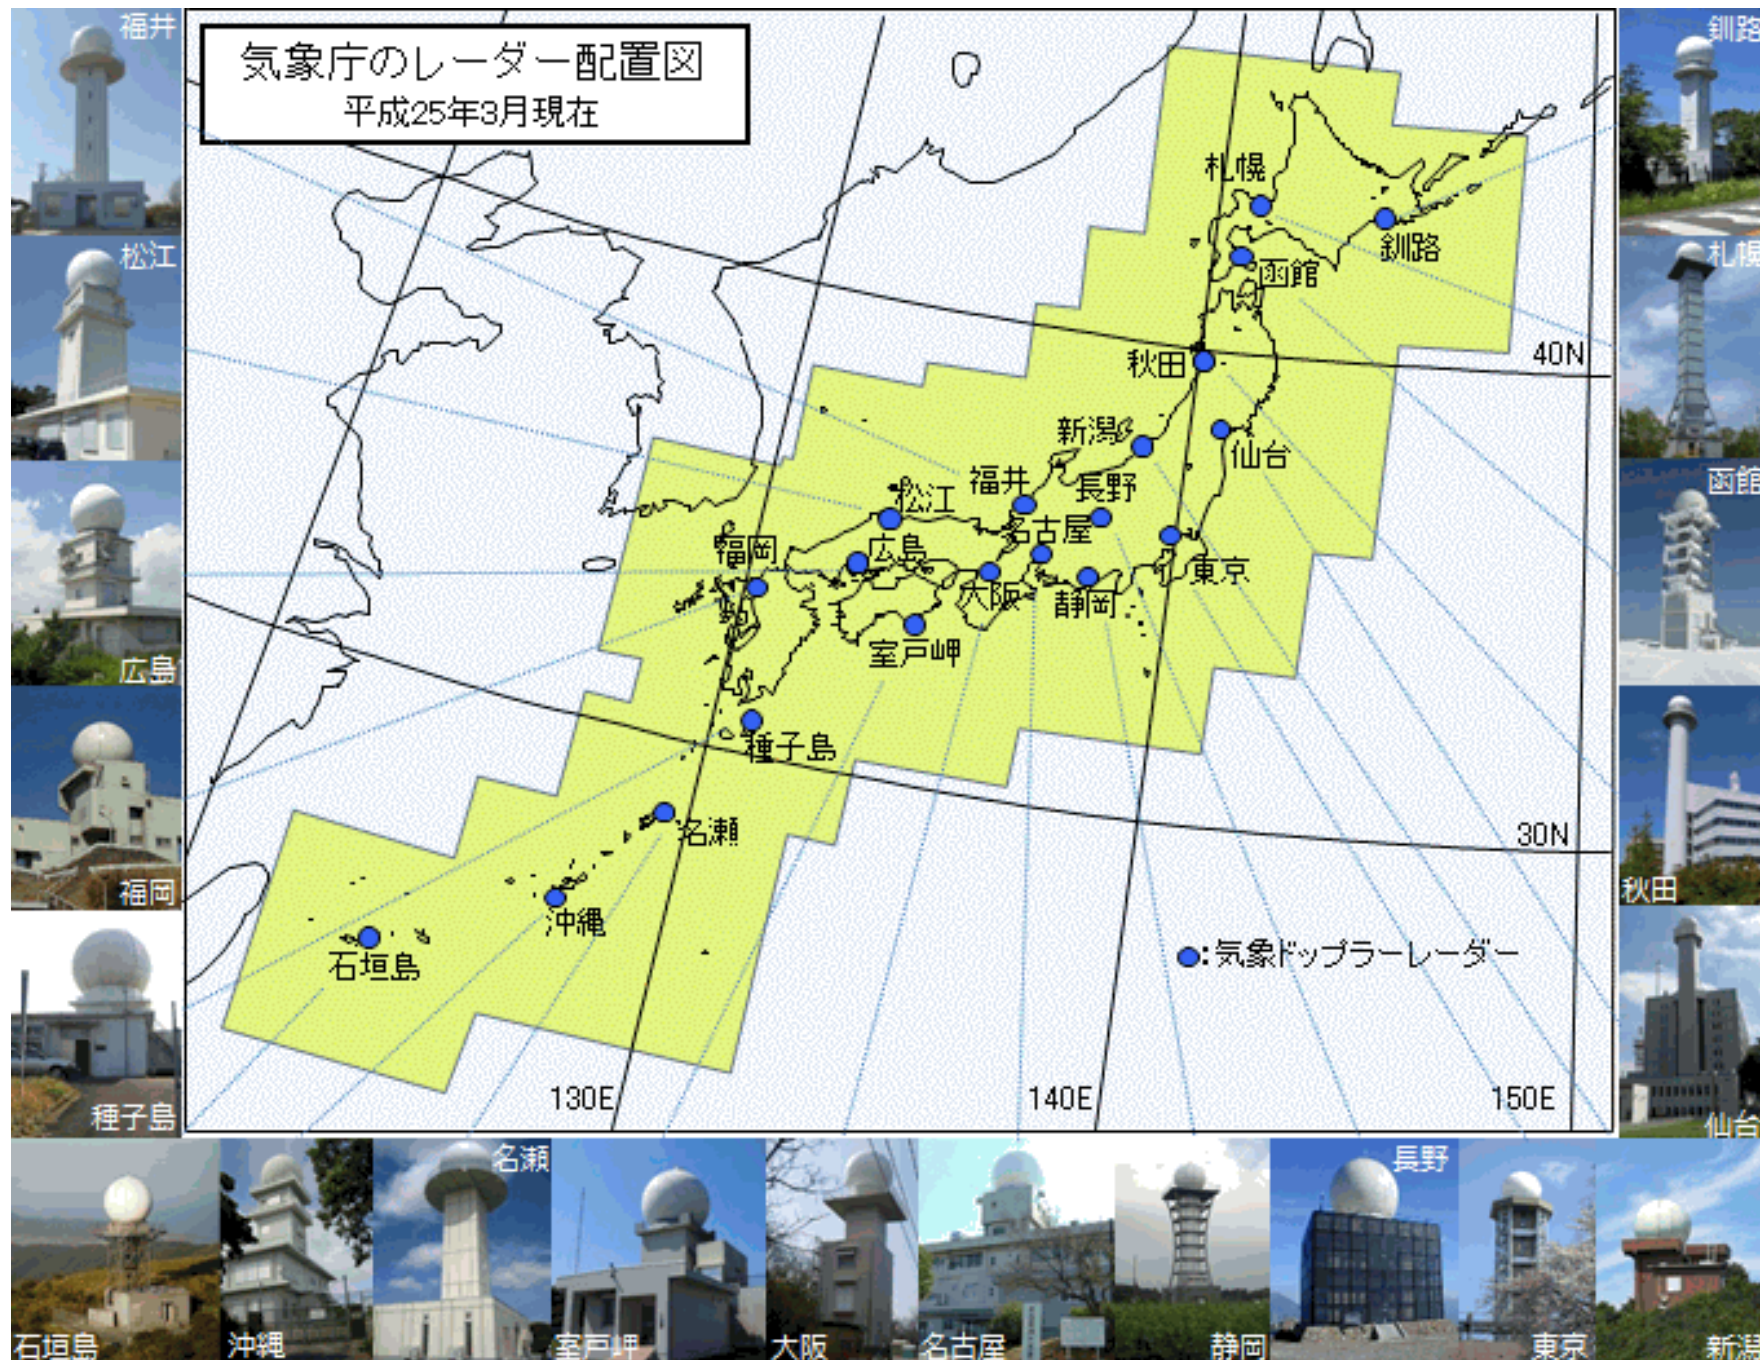 気象庁のレーダー配置図
平成25年3月現在
福井
松江
広島
福岡
種子島
釧路
札幌
函館
秋田
仙台
札幌
釧路
函館
40N
秋田
新潟
仙台
福井
長野
松江
名古屋
福岡
広島
東京
大阪
静岡
室戸岬
種子島
30N
名瀬
沖縄
石垣島
●:気象ドップラーレーダー
130E
140E
150E
石垣島
沖縄
名瀬
室戸岬
大阪
名古屋
静岡
長野
東京
新潟